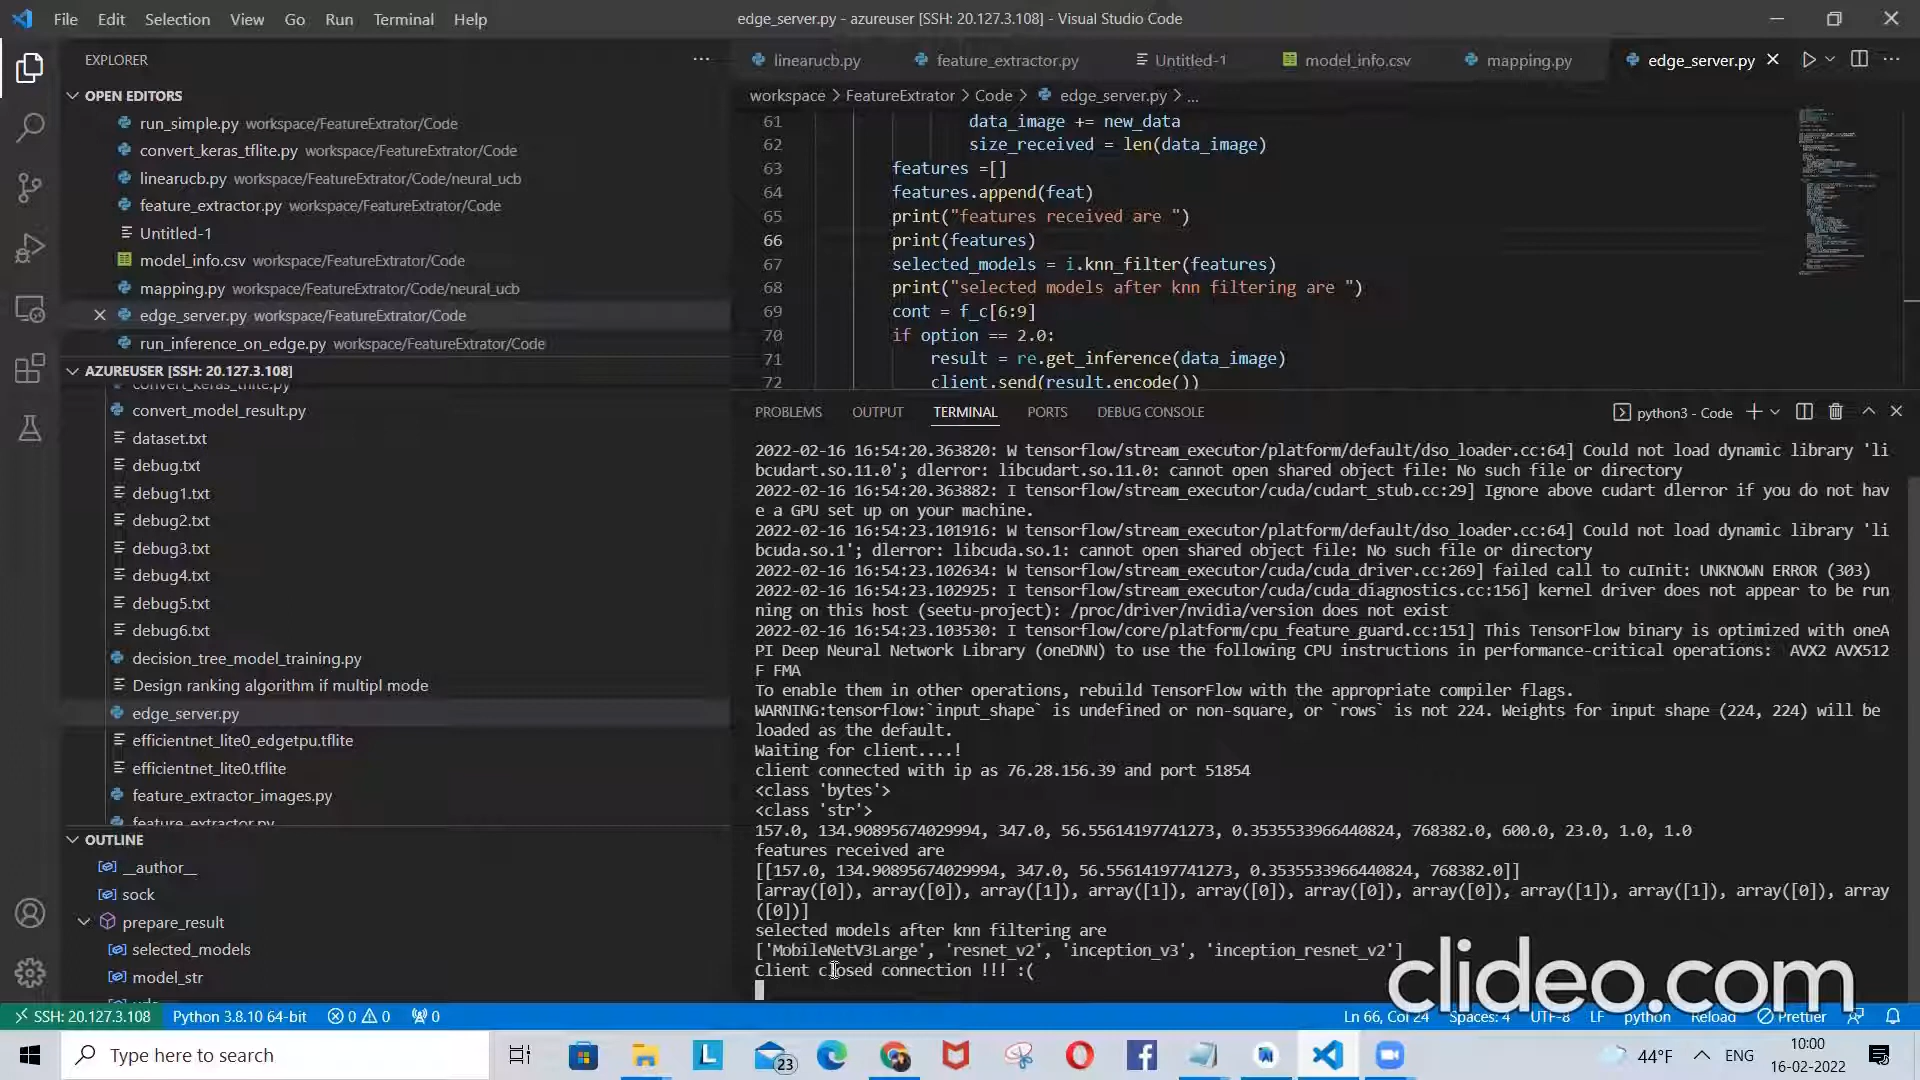 File Edit Selection View Go Run Terminal Help
edge_server.py - azureuser [SSH: 20.127.3.108] - Visual Studio Code
EXPLORER
OPEN EDITORS
run_simple.py workspace/FeatureExtrator/Code
convert_keras_tflite.py workspace/FeatureExtrator/Code
linearucb.py workspace/FeatureExtrator/Code/neural_ucb
feature_extractor.py workspace/FeatureExtrator/Code
Untitled-1
model_info.csv workspace/FeatureExtrator/Code
mapping.py workspace/FeatureExtrator/Code/neural_ucb
edge_server.py workspace/FeatureExtrator/Code
run_inference_on_edge.py workspace/FeatureExtrator/Code
AZUREUSER [SSH: 20.127.3.108]
convert_keras_tflite.py
convert_model_result.py
dataset.txt
debug.txt
debug1.txt
debug2.txt
debug3.txt
debug4.txt
debug5.txt
debug6.txt
decision_tree_model_training.py
Design ranking algorithm if multipl mode
edge_server.py
efficientnet_lite0_edgetpu.tflite
efficientnet_lite0.tflite
feature_extractor_images.py
feature_extractor.py
OUTLINE
__author__
sock
prepare_result
selected_models
model_str
linearucb.py feature_extractor.py Untitled-1 model_info.csv mapping.py edge_server.py
workspace > FeatureExtrator > Code > edge_server.py > ...
61 data_image += new_data
62 size_received = len(data_image)
63 features =[]
64 features.append(feat)
65 print("features received are ")
66 print(features)
67 selected_models = i.knn_filter(features)
68 print("selected models after knn filtering are ")
69 cont = f_c[6:9]
70 if option == 2.0:
71 result = re.get_inference(data_image)
72 client.send(result.encode())
PROBLEMS OUTPUT TERMINAL PORTS DEBUG CONSOLE
python3 - Code
2022-02-16 16:54:20.363820: W tensorflow/stream_executor/platform/default/dso_loader.cc:64] Could not load dynamic library 'li
bcudart.so.11.0'; dlerror: libcudart.so.11.0: cannot open shared object file: No such file or directory
2022-02-16 16:54:20.363882: I tensorflow/stream_executor/cuda/cudart_stub.cc:29] Ignore above cudart dlerror if you do not hav
e a GPU set up on your machine.
2022-02-16 16:54:23.101916: W tensorflow/stream_executor/platform/default/dso_loader.cc:64] Could not load dynamic library 'li
bcuda.so.1'; dlerror: libcuda.so.1: cannot open shared object file: No such file or directory
2022-02-16 16:54:23.102634: W tensorflow/stream_executor/cuda/cuda_driver.cc:269] failed call to cuInit: UNKNOWN ERROR (303)
2022-02-16 16:54:23.102925: I tensorflow/stream_executor/cuda/cuda_diagnostics.cc:156] kernel driver does not appear to be run
ning on this host (seetu-project): /proc/driver/nvidia/version does not exist
2022-02-16 16:54:23.103530: I tensorflow/core/platform/cpu_feature_guard.cc:151] This TensorFlow binary is optimized with oneA
PI Deep Neural Network Library (oneDNN) to use the following CPU instructions in performance-critical operations: AVX2 AVX512
F FMA
To enable them in other operations, rebuild TensorFlow with the appropriate compiler flags.
WARNING:tensorflow:`input_shape` is undefined or non-square, or `rows` is not 224. Weights for input shape (224, 224) will be
loaded as the default.
Waiting for client....!
client connected with ip as 76.28.156.39 and port 51854
<class 'bytes'>
<class 'str'>
157.0, 134.90895674029994, 347.0, 56.55614197741273, 0.3535533966440824, 768382.0, 600.0, 23.0, 1.0, 1.0
features received are
[[157.0, 134.90895674029994, 347.0, 56.55614197741273, 0.3535533966440824, 768382.0]]
[array([0]), array([0]), array([1]), array([1]), array([0]), array([0]), array([0]), array([1]), array([1]), array([0]), array
([0])]
selected models after knn filtering are
['MobileNetV3Large', 'resnet_v2', 'inception_v3', 'inception_resnet_v2']
Client closed connection !!! :(
clideo.com
SSH: 20.127.3.108 Python 3.8.10 64-bit 0 0 0
Ln 66, Col 24 Spaces: 4 UTF-8 LF python Reload Prettier
Type here to search
23
44°F ENG
10:00
16-02-2022